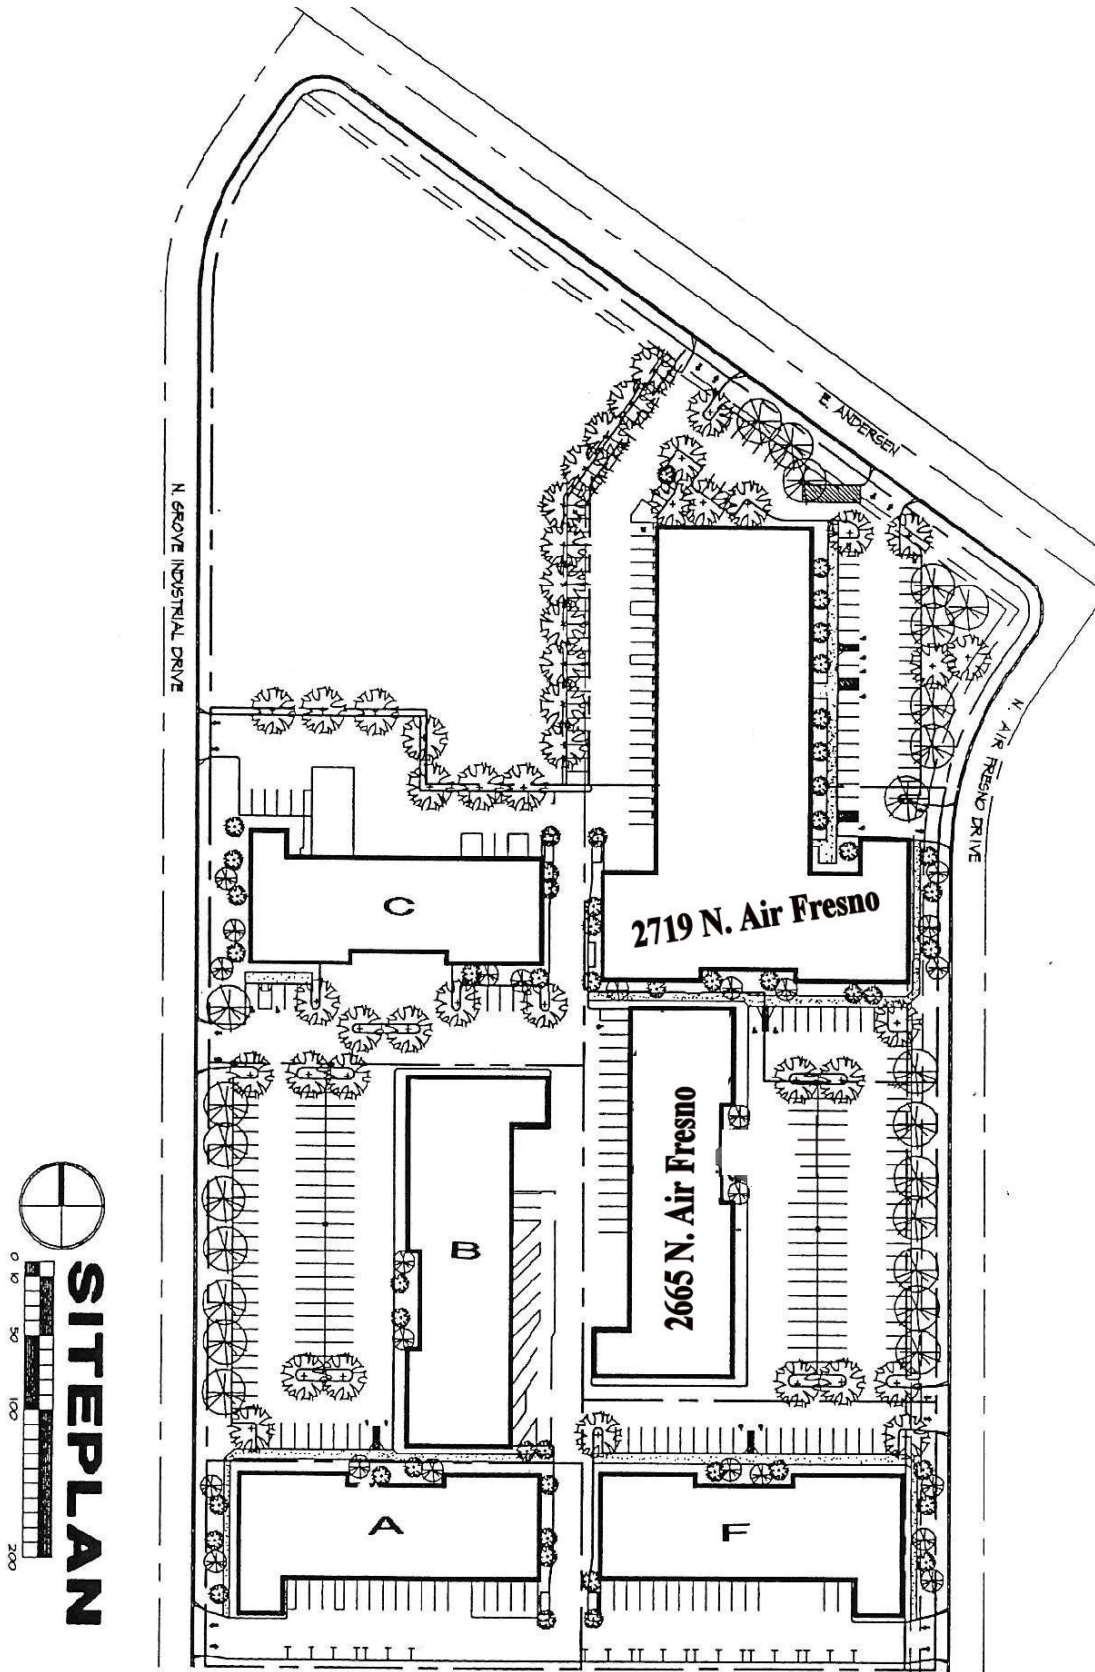 E. ANDERSEN
N. GROVE INDUSTRIAL DRIVE
N. AIR FRESNO DRIVE
C
2719 N. Air Fresno
2665 N. Air Fresno
B
A
F
SITEPLAN
0 10 50 100 200